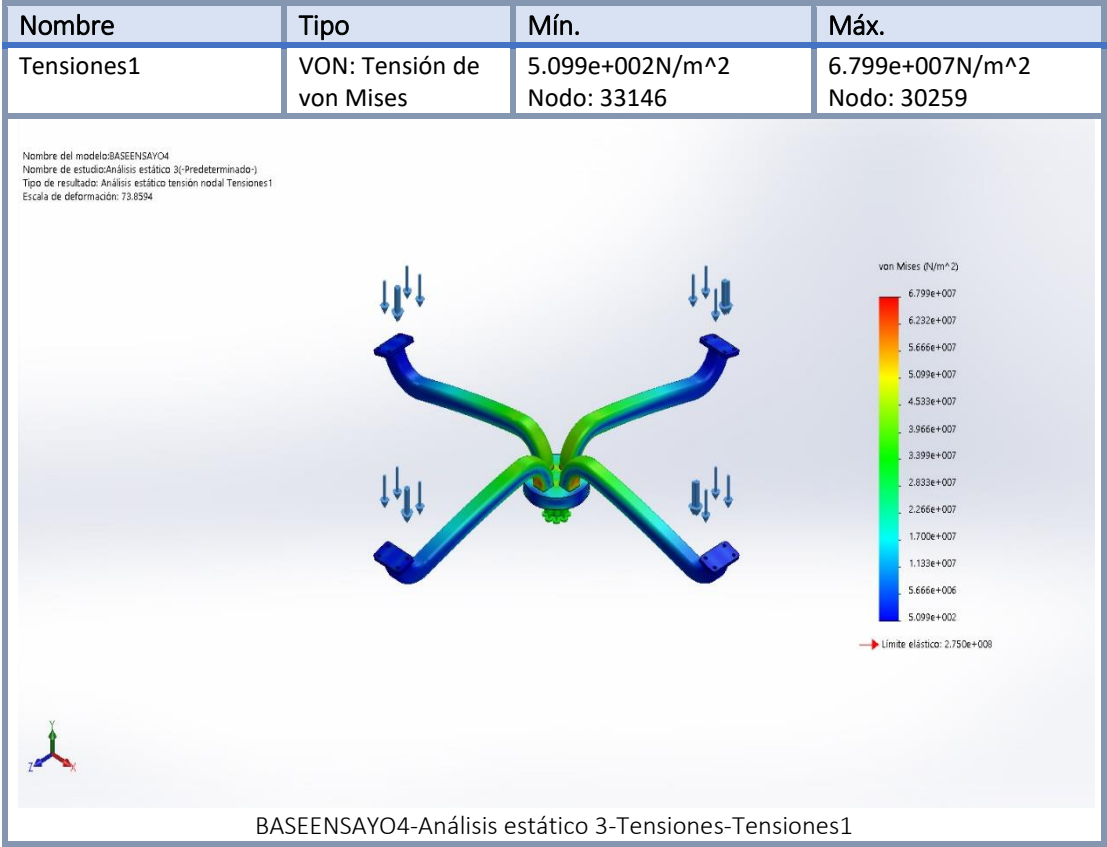 Nombre Tipo Mín. Máx.
Tensiones1 VON: Tensión de 5.099e+002N/m^2 6.799e+007N/m^2
von Mises Nodo: 33146 Nodo: 30259
Nombre del modelo:BASEENSAYO4
Nombre de estudio:Análisis estático 3(-Predeterminado-)
Tipo de resultado: Análisis estático tensión nodal Tensiones1
Escala de deformación: 73.8594
von Mises (N/m^2)
6.799e+007
6.232e+007
5.666e+007
5.099e+007
4.533e+007
3.966e+007
3.399e+007
2.833e+007
2.266e+007
1.700e+007
1.133e+007
5.666e+006
5.099e+002
Límite elástico: 2.750e+008
Y
Z X
BASEENSAYO4-Análisis estático 3-Tensiones-Tensiones1